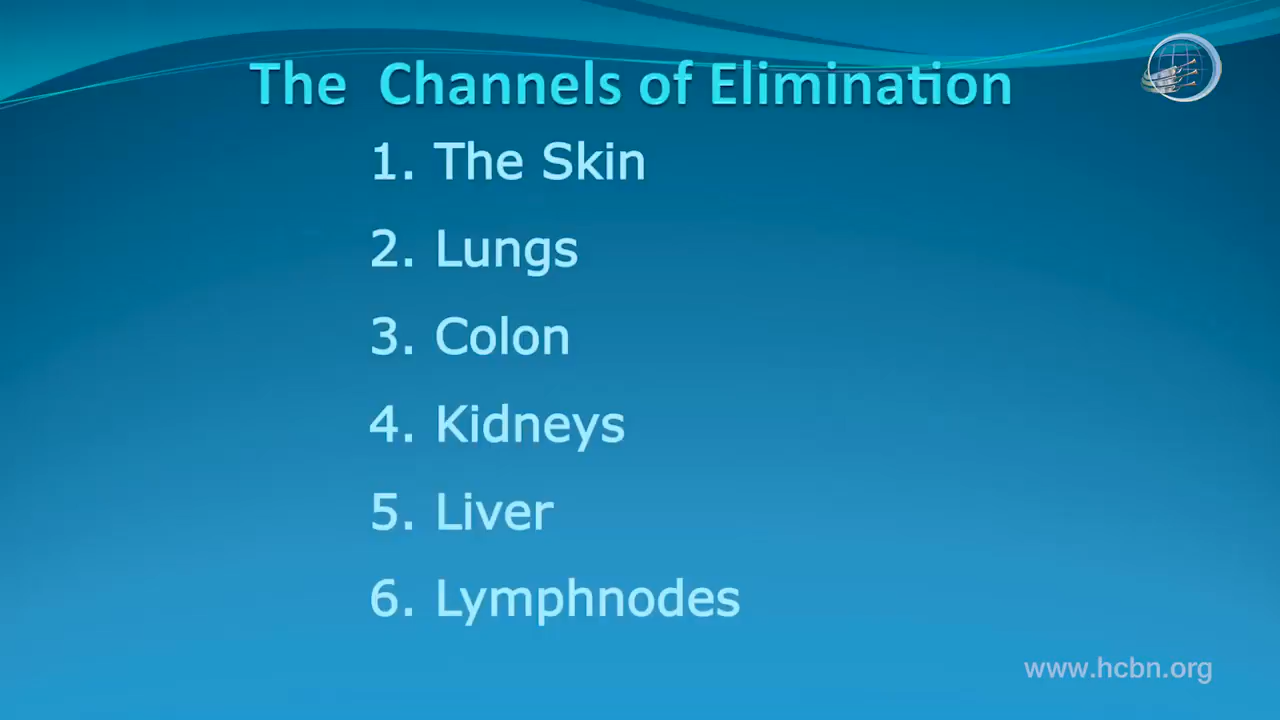 The Channels of Elimination
1. The Skin
2. Lungs
3. Colon
4. Kidneys
5. Liver
6. Lymphnodes
www.hcbn.org